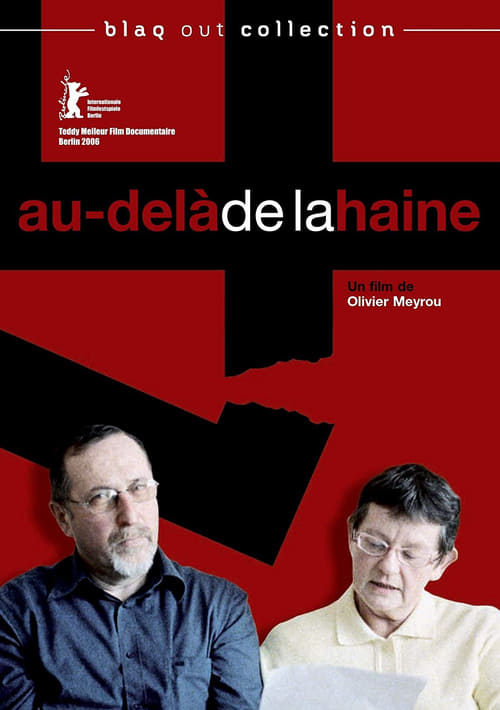 blaq out collection
Internationale
Filmfestspiele
Berlin
Teddy Meilleur Film Documentaire
Berlin 2006
au-delàde lahaine
Un film de
Olivier Meyrou